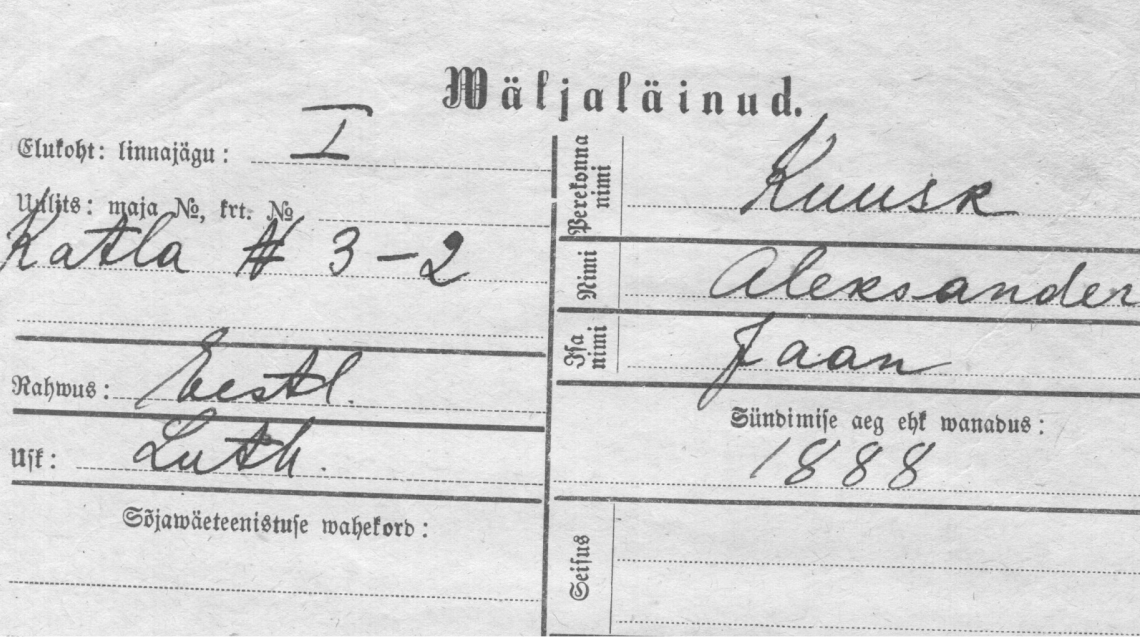 Wäljaläinud.
Elukoht: linnajägu: I
Uulits: maja №, krt. №
Katla # 3-2
Rahwus: Eestl.
Usk: Luth.
Sõjawäeteenistuse wahekord:
Perekonna nimi Kuusk
Nimi Aleksander
Isa nimi Jaan
Sündimise aeg ehk wanadus:
1888
Seisus